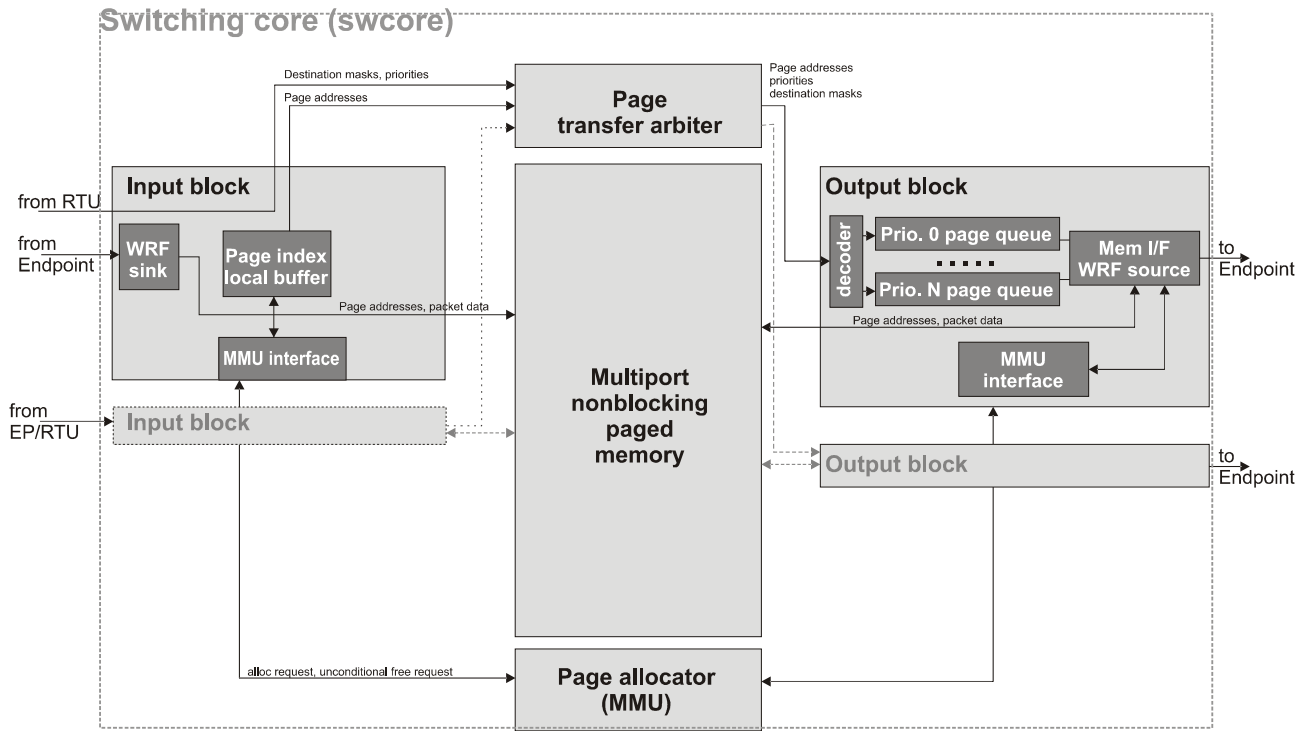 Switching core (swcore)
Destination masks, priorities
Page addresses
Page
transfer arbiter
Page addresses
priorities
destination masks
Input block
from RTU
from
Endpoint
WRF
sink
Page index
local buffer
Page addresses, packet data
MMU interface
from
EP/RTU
Input block
Multiport
nonblocking
paged
memory
Output block
decoder
Prio. 0 page queue
Prio. N page queue
Mem I/F
WRF source
to
Endpoint
Page addresses, packet data
MMU
interface
Output block
to
Endpoint
alloc request, unconditional free request
Page allocator
(MMU)